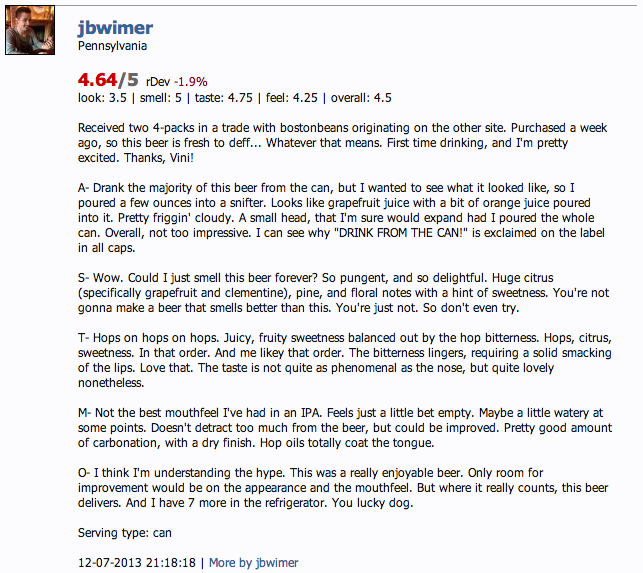 jbwimer
Pennsylvania
4.64/5 rDev -1.9%
look: 3.5 | smell: 5 | taste: 4.75 | feel: 4.25 | overall: 4.5
Received two 4-packs in a trade with bostonbeans originating on the other site. Purchased a week
ago, so this beer is fresh to deff... Whatever that means. First time drinking, and I'm pretty
excited. Thanks, Vini!
A- Drank the majority of this beer from the can, but I wanted to see what it looked like, so I
poured a few ounces into a snifter. Looks like grapefruit juice with a bit of orange juice poured
into it. Pretty friggin' cloudy. A small head, that I'm sure would expand had I poured the whole
can. Overall, not too impressive. I can see why "DRINK FROM THE CAN!" is exclaimed on the label
in all caps.
S- Wow. Could I just smell this beer forever? So pungent, and so delightful. Huge citrus
(specifically grapefruit and clementine), pine, and floral notes with a hint of sweetness. You're not
gonna make a beer that smells better than this. You're just not. So don't even try.
T- Hops on hops on hops. Juicy, fruity sweetness balanced out by the hop bitterness. Hops, citrus,
sweetness. In that order. And me likey that order. The bitterness lingers, requiring a solid smacking
of the lips. Love that. The taste is not quite as phenomenal as the nose, but quite lovely
nonetheless.
M- Not the best mouthfeel I've had in an IPA. Feels just a little bet empty. Maybe a little watery at
some points. Doesn't detract too much from the beer, but could be improved. Pretty good amount
of carbonation, with a dry finish. Hop oils totally coat the tongue.
O- I think I'm understanding the hype. This was a really enjoyable beer. Only room for
improvement would be on the appearance and the mouthfeel. But where it really counts, this beer
delivers. And I have 7 more in the refrigerator. You lucky dog.
Serving type: can
12-07-2013 21:18:18 | More by jbwimer